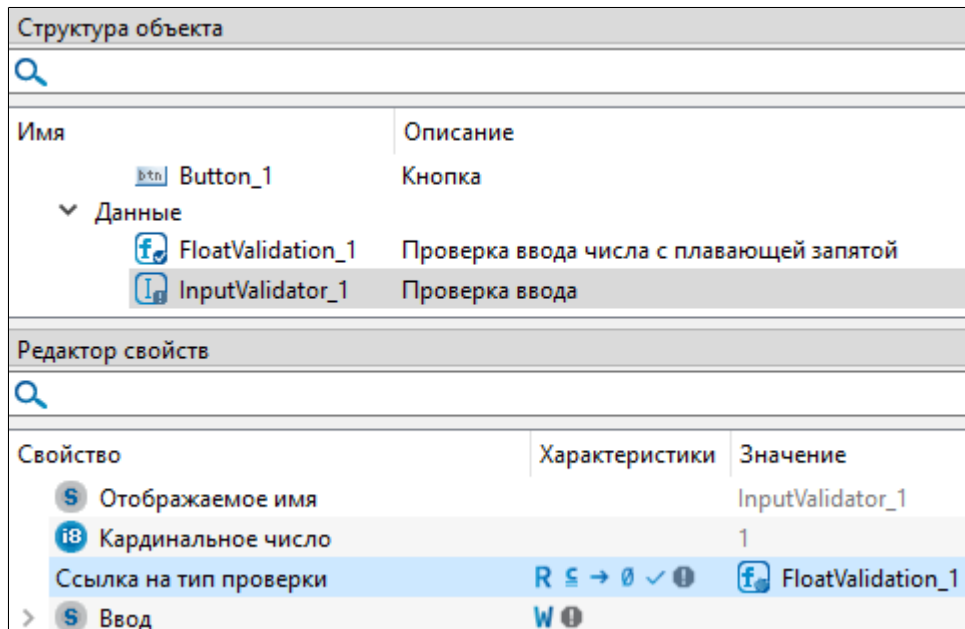 Структура объекта
Имя Описание
btn Button_1 Кнопка
Данные
f FloatValidation_1 Проверка ввода числа с плавающей запятой
I InputValidator_1 Проверка ввода
Редактор свойств
Свойство Характеристики Значение
S Отображаемое имя InputValidator_1
i8 Кардинальное число 1
Ссылка на тип проверки R ⊆ → ∅ ✓ ! f FloatValidation_1
S Ввод W !